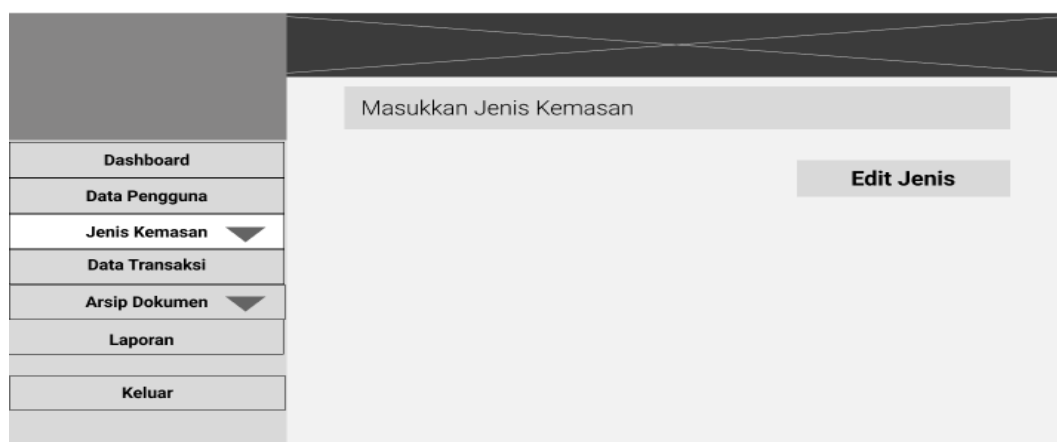 Masukkan Jenis Kemasan
Edit Jenis
Dashboard
Data Pengguna
Jenis Kemasan
Data Transaksi
Arsip Dokumen
Laporan
Keluar